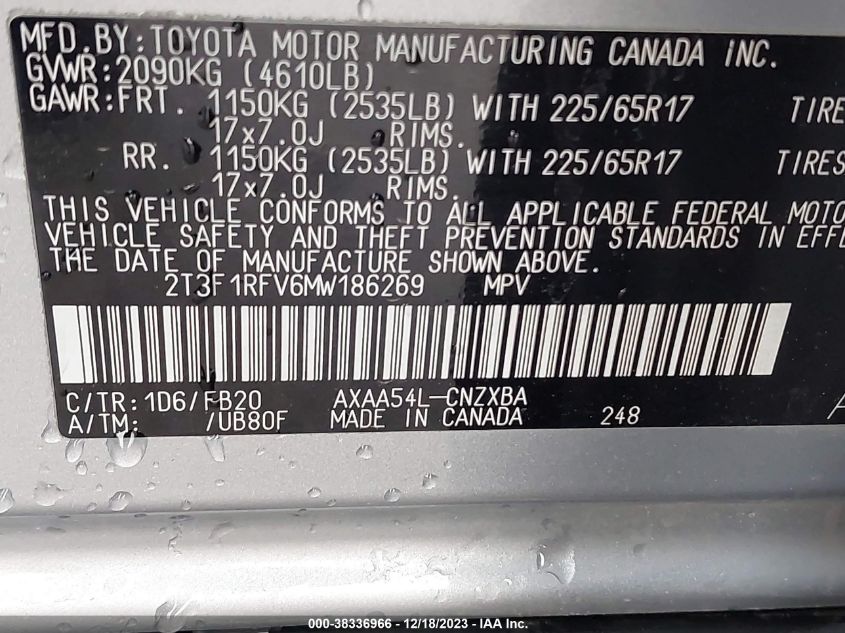 MFD.BY:TOYOTA MOTOR MANUFACTURING CANADA INC.
GVWR:2090KG (4610LB)
GAWR:FRT. 1150KG (2535LB) WITH 225/65R17 TIRE
17x7.0J RIMS.
RR. 1150KG (2535LB) WITH 225/65R17 TIRES
17x7.0J RIMS.
THIS VEHICLE CONFORMS TO ALL APPLICABLE FEDERAL MOTO
VEHICLE SAFETY AND THEFT PREVENTION STANDARDS IN EFFE
THE DATE OF MANUFACTURE SHOWN ABOVE.
2T3F1RFV6MW186269 MPV
C/TR:1D6/FB20 AXAA54L-CNZXBA
A/TM: /UB80F MADE IN CANADA 248
000-38336966 - 12/18/2023 - IAA Inc.